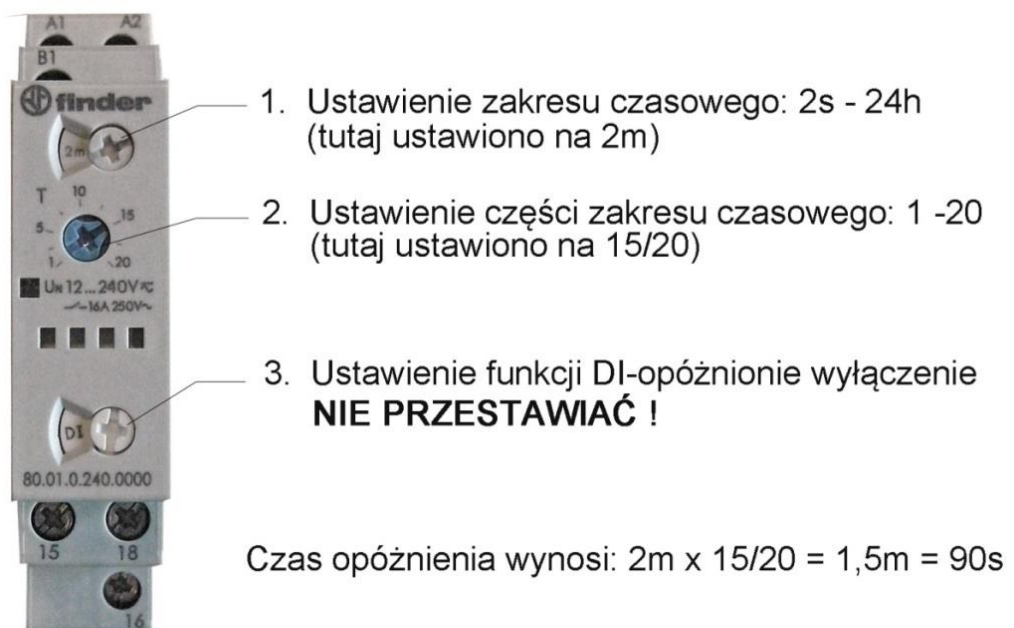 A1 A2
B1
finder
2m
T 10
15
5
1 20
UN 12...240V
16A 250V~
DI
80.01.0.240.0000
15 18
16
1. Ustawienie zakresu czasowego: 2s - 24h
(tutaj ustawiono na 2m)
2. Ustawienie części zakresu czasowego: 1 -20
(tutaj ustawiono na 15/20)
3. Ustawienie funkcji DI-opóżnionie wyłączenie
NIE PRZESTAWIAĆ !
Czas opóżnienia wynosi: 2m x 15/20 = 1,5m = 90s